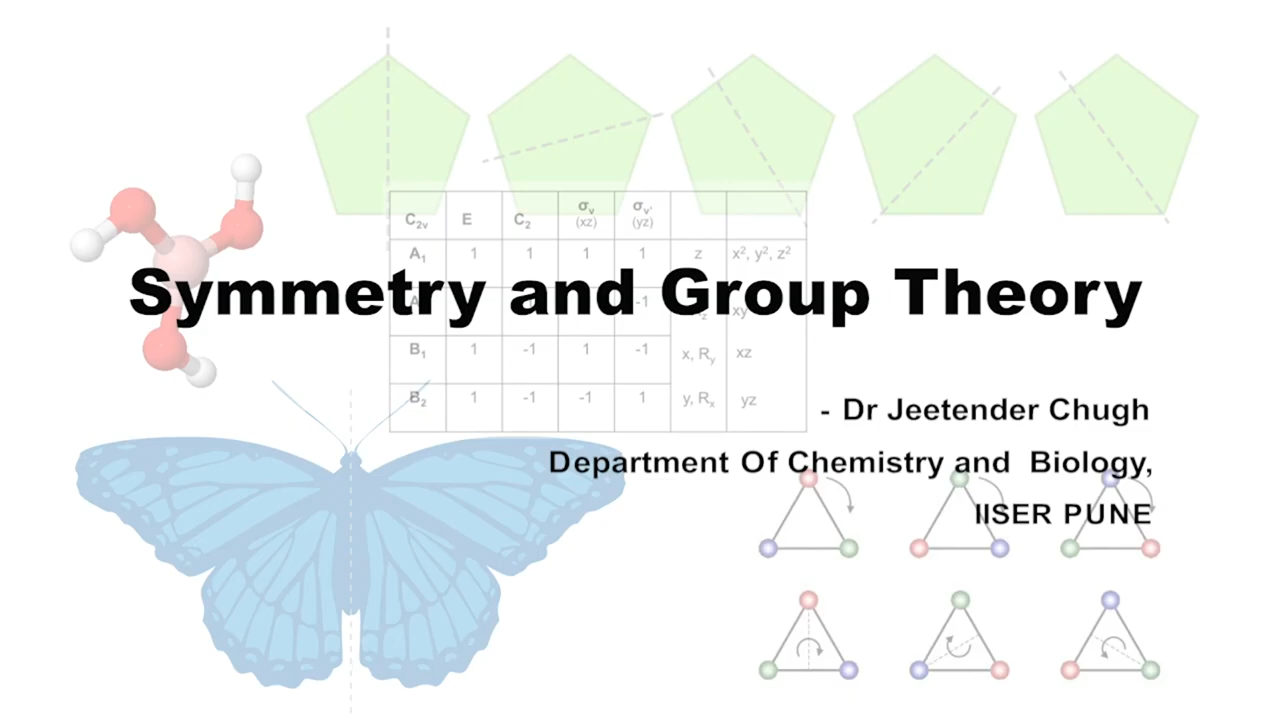 C2v E C2 σv (xz) σv' (yz)
A1 1 1 1 1 z x², y², z²
Symmetry and Group Theory
-1
B1 1 -1 1 -1 x, Ry xz
B2 1 -1 -1 1 y, Rx yz
- Dr Jeetender Chugh
Department Of Chemistry and Biology,
IISER PUNE